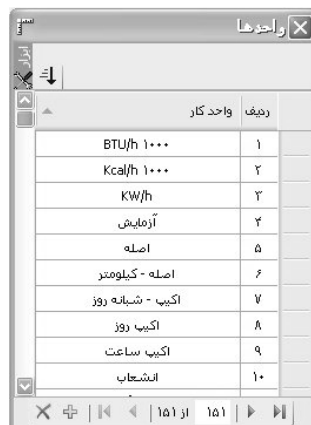 واحدها
ابزار
ردیف واحد کار
۱ ۱۰۰۰ BTU/h
۲ ۱۰۰۰ Kcal/h
۳ KW/h
۴ آزمایش
۵ اصله
۶ اصله - کیلومتر
۷ اکیپ - شبانه روز
۸ اکیپ روز
۹ اکیپ ساعت
۱۰ انشعاب
۱۵۱ از ۱۵۱